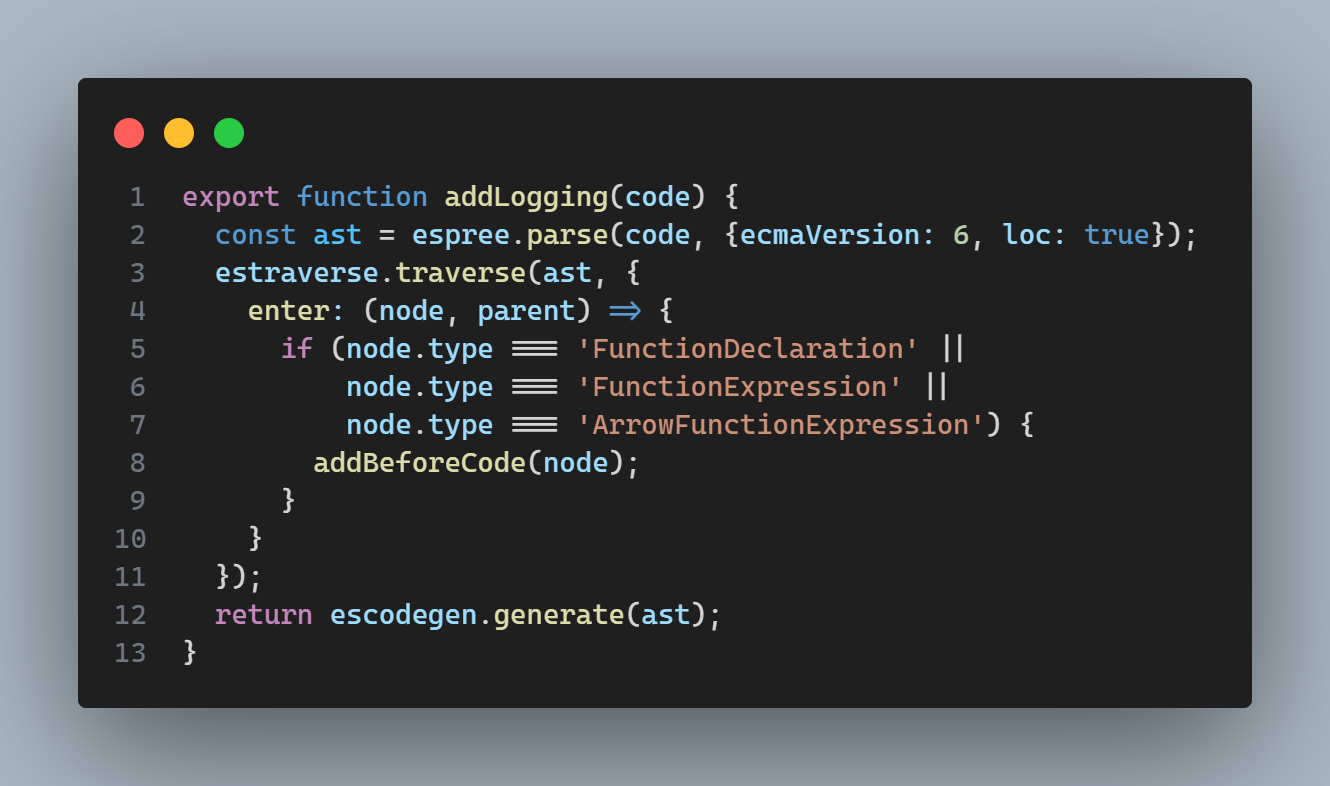 1 export function addLogging(code) {
2   const ast = espree.parse(code, {ecmaVersion: 6, loc: true});
3   estraverse.traverse(ast, {
4     enter: (node, parent) => {
5       if (node.type === 'FunctionDeclaration' ||
6           node.type === 'FunctionExpression' ||
7           node.type === 'ArrowFunctionExpression') {
8         addBeforeCode(node);
9       }
10     }
11   });
12   return escodegen.generate(ast);
13 }